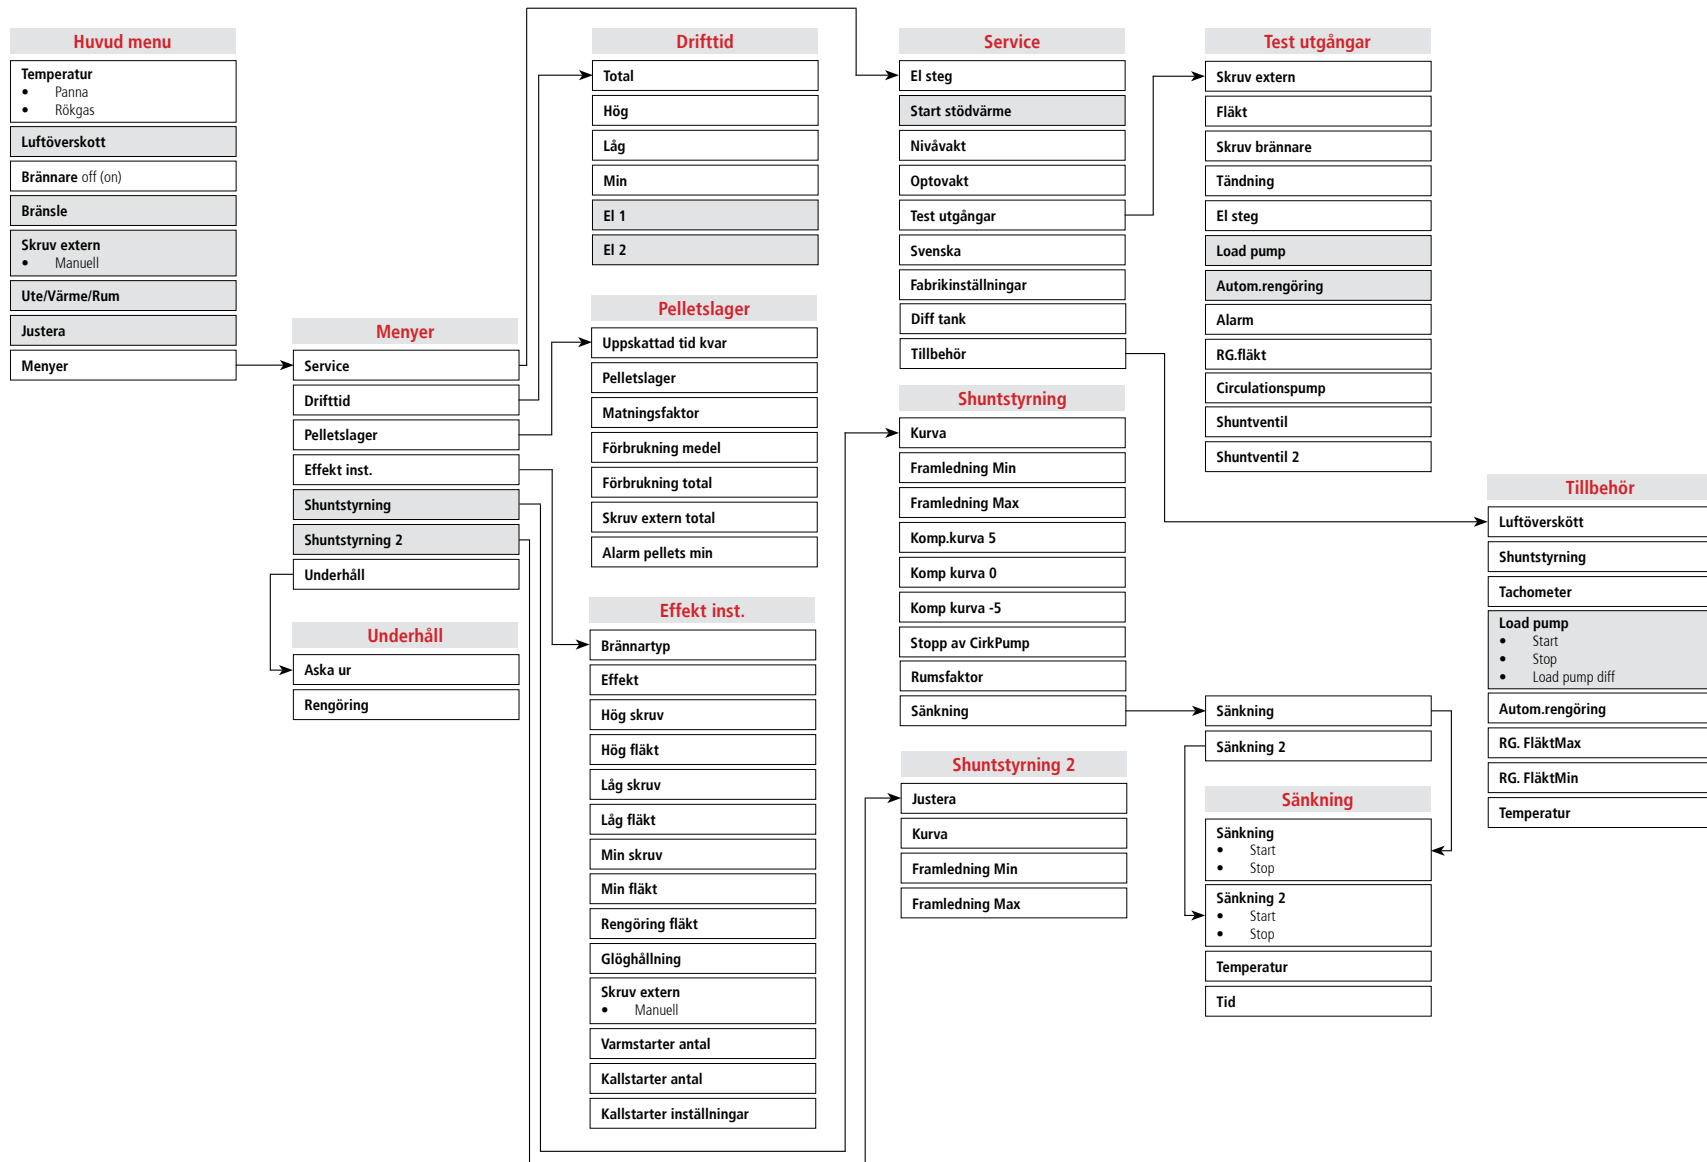 Huvud menu
Temperatur
• Panna
• Rökgas
Luftöverskott
Brännare off (on)
Bränsle
Skruv extern
• Manuell
Ute/Värme/Rum
Justera
Menyer
Menyer
Service
Drifttid
Pelletslager
Effekt inst.
Shuntstyrning
Shuntstyrning 2
Underhåll
Underhåll
Aska ur
Rengöring
Drifttid
Total
Hög
Låg
Min
El 1
El 2
Pelletslager
Uppskattad tid kvar
Pelletslager
Matningsfaktor
Förbrukning medel
Förbrukning total
Skruv extern total
Alarm pellets min
Effekt inst.
Brännartyp
Effekt
Hög skruv
Hög fläkt
Låg skruv
Låg fläkt
Min skruv
Min fläkt
Rengöring fläkt
Glöghållning
Skruv extern
• Manuell
Varmstarter antal
Kallstarter antal
Kallstarter inställningar
Service
El steg
Start stödvärme
Nivåvakt
Optovakt
Test utgångar
Svenska
Fabrikinställningar
Diff tank
Tillbehör
Shuntstyrning
Kurva
Framledning Min
Framledning Max
Komp.kurva 5
Komp kurva 0
Komp kurva -5
Stopp av CirkPump
Rumsfaktor
Sänkning
Shuntstyrning 2
Justera
Kurva
Framledning Min
Framledning Max
Test utgångar
Skruv extern
Fläkt
Skruv brännare
Tändning
El steg
Load pump
Autom.rengöring
Alarm
RG.fläkt
Circulationspump
Shuntventil
Shuntventil 2
Sänkning
Sänkning 2
Sänkning
Sänkning
• Start
• Stop
Sänkning 2
• Start
• Stop
Temperatur
Tid
Tillbehör
Luftöverskött
Shuntstyrning
Tachometer
Load pump
• Start
• Stop
• Load pump diff
Autom.rengöring
RG. FläktMax
RG. FläktMin
Temperatur